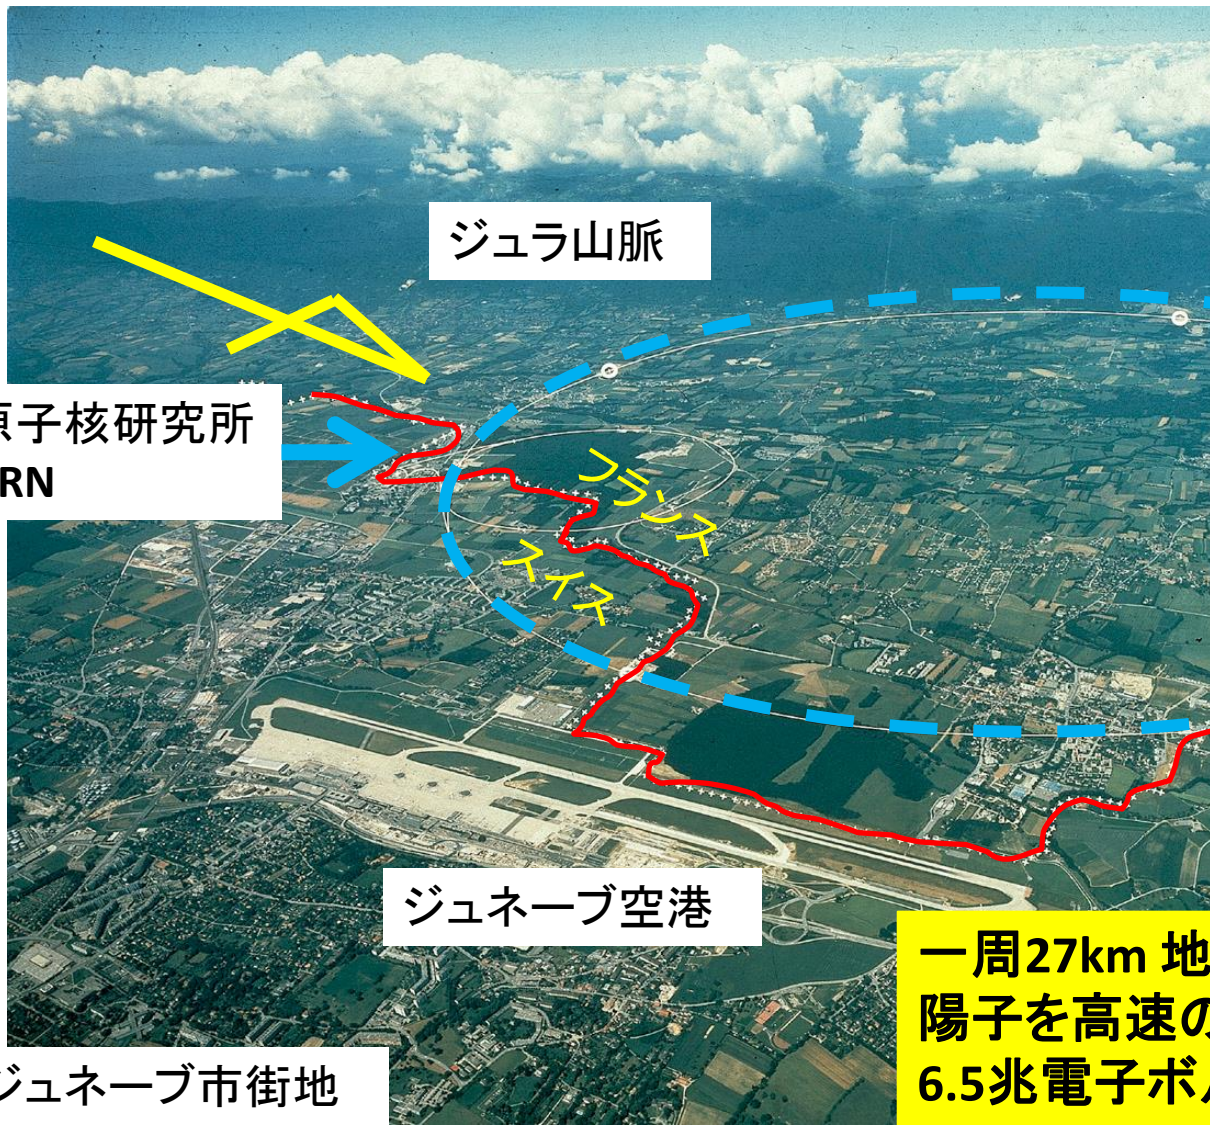 ジュラ山脈
原子核研究所
RN
フランス
スイス
ジュネーブ空港
一周27km 地
陽子を高速の
6.5兆電子ボル
ジュネーブ市街地